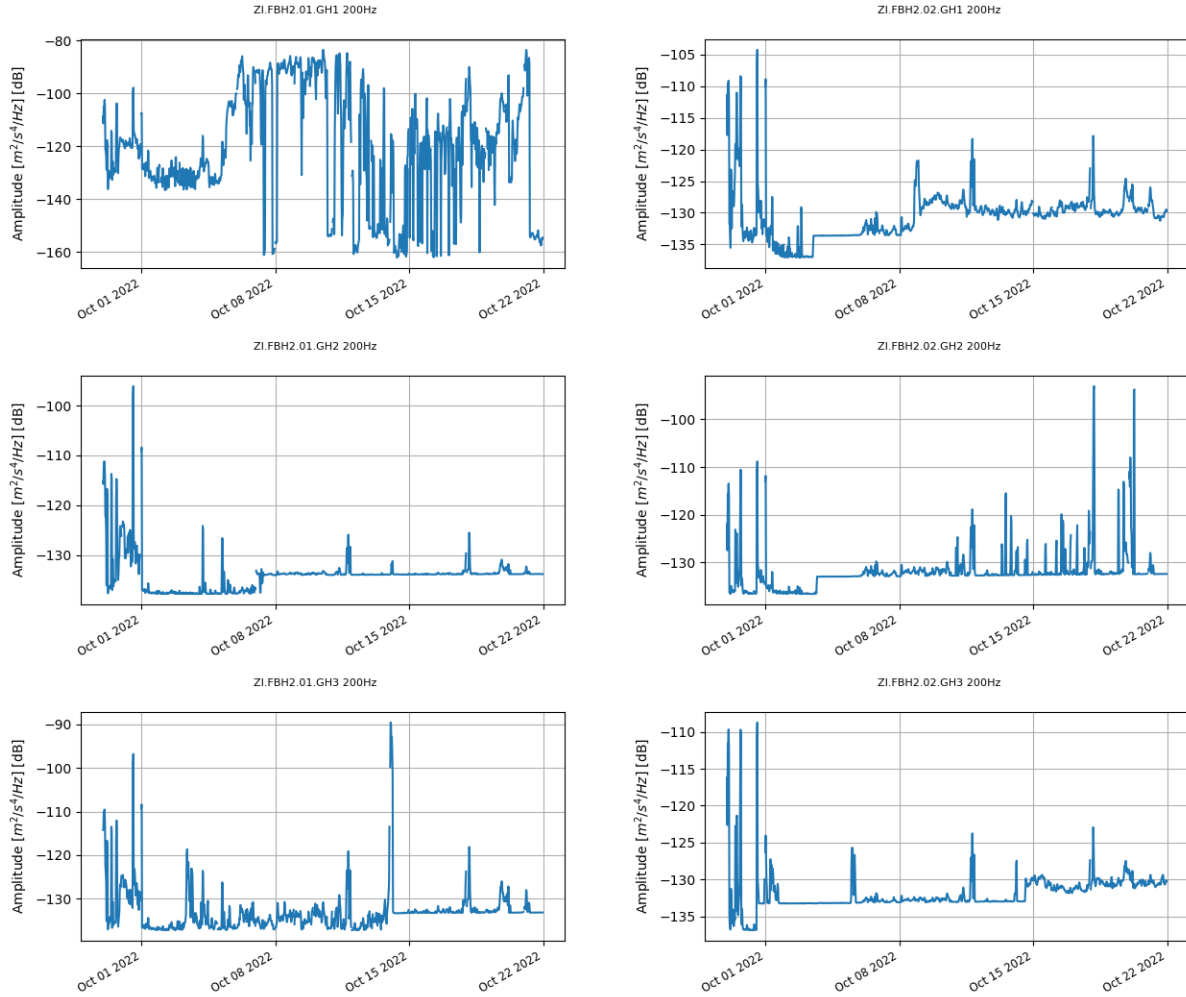 ZI.FBH2.01.GH1 200Hz
Amplitude [m²/s⁴/Hz] [dB]
−80
−100
−120
−140
−160
Oct 01 2022
Oct 08 2022
Oct 15 2022
Oct 22 2022
ZI.FBH2.02.GH1 200Hz
Amplitude [m²/s⁴/Hz] [dB]
−105
−110
−115
−120
−125
−130
−135
Oct 01 2022
Oct 08 2022
Oct 15 2022
Oct 22 2022
ZI.FBH2.01.GH2 200Hz
Amplitude [m²/s⁴/Hz] [dB]
−100
−110
−120
−130
Oct 01 2022
Oct 08 2022
Oct 15 2022
Oct 22 2022
ZI.FBH2.02.GH2 200Hz
Amplitude [m²/s⁴/Hz] [dB]
−100
−110
−120
−130
Oct 01 2022
Oct 08 2022
Oct 15 2022
Oct 22 2022
ZI.FBH2.01.GH3 200Hz
Amplitude [m²/s⁴/Hz] [dB]
−90
−100
−110
−120
−130
Oct 01 2022
Oct 08 2022
Oct 15 2022
Oct 22 2022
ZI.FBH2.02.GH3 200Hz
Amplitude [m²/s⁴/Hz] [dB]
−110
−115
−120
−125
−130
−135
Oct 01 2022
Oct 08 2022
Oct 15 2022
Oct 22 2022